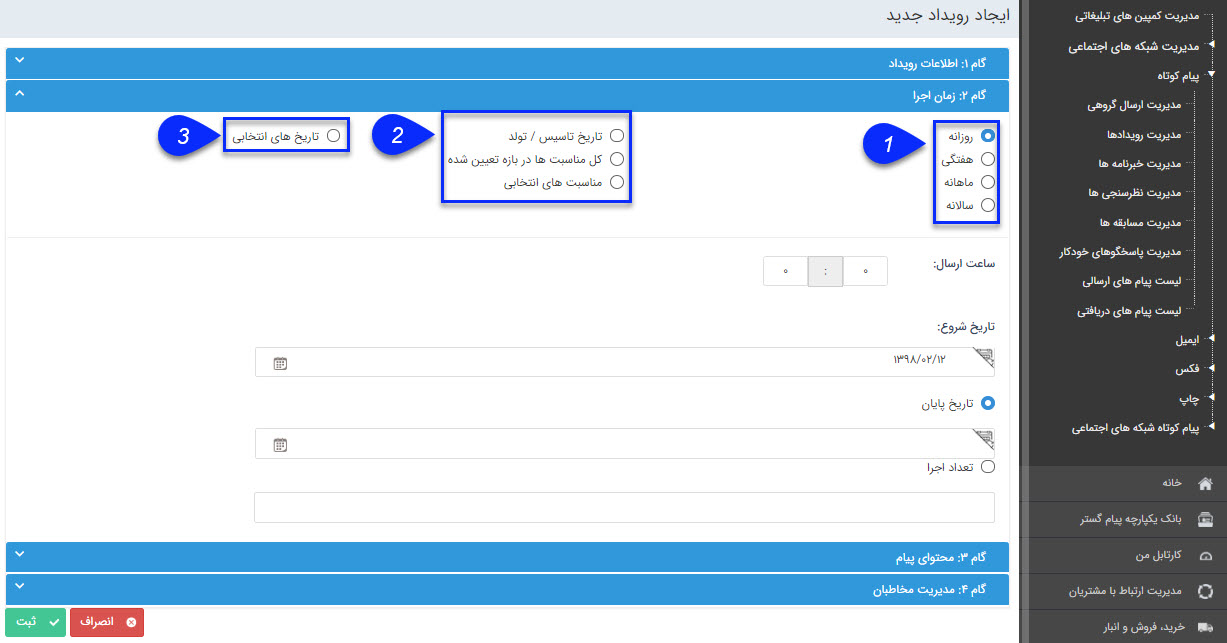 ایجاد رویداد جدید
گام ۱: اطلاعات رویداد
گام ۲: زمان اجرا
روزانه
هفتگی
ماهانه
سالانه
1
تاریخ تاسیس / تولد
کل مناسبت ها در بازه تعیین شده
مناسبت های انتخابی
2
تاریخ های انتخابی
3
ساعت ارسال:
۰ : ۰
تاریخ شروع:
۱۳۹۸/۰۲/۱۲
تاریخ پایان
تعداد اجرا
گام ۳: محتوای پیام
گام ۴: مدیریت مخاطبان
انصراف
ثبت
مدیریت کمپین های تبلیغاتی
مدیریت شبکه های اجتماعی
پیام کوتاه
مدیریت ارسال گروهی
مدیریت رویدادها
مدیریت خبرنامه ها
مدیریت نظرسنجی ها
مدیریت مسابقه ها
مدیریت پاسخگوهای خودکار
لیست پیام های ارسالی
لیست پیام های دریافتی
ایمیل
فکس
چاپ
پیام کوتاه شبکه های اجتماعی
خانه
بانک یکپارچه پیام گستر
کارتابل من
مدیریت ارتباط با مشتریان
خرید، فروش و انبار